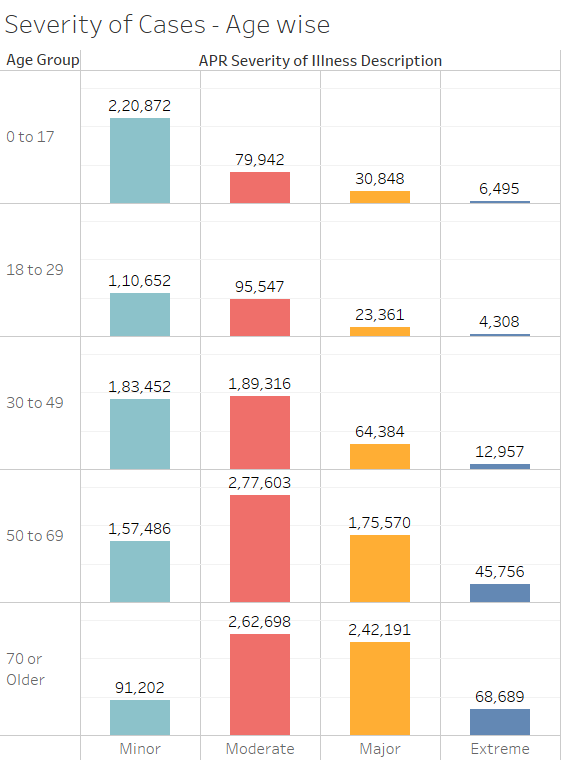 Severity of Cases - Age wise
Age Group APR Severity of Illness Description
0 to 17
2,20,872
79,942
30,848
6,495
18 to 29
1,10,652
95,547
23,361
4,308
30 to 49
1,83,452
1,89,316
64,384
12,957
50 to 69
1,57,486
2,77,603
1,75,570
45,756
70 or
Older
91,202
2,62,698
2,42,191
68,689
Minor Moderate Major Extreme